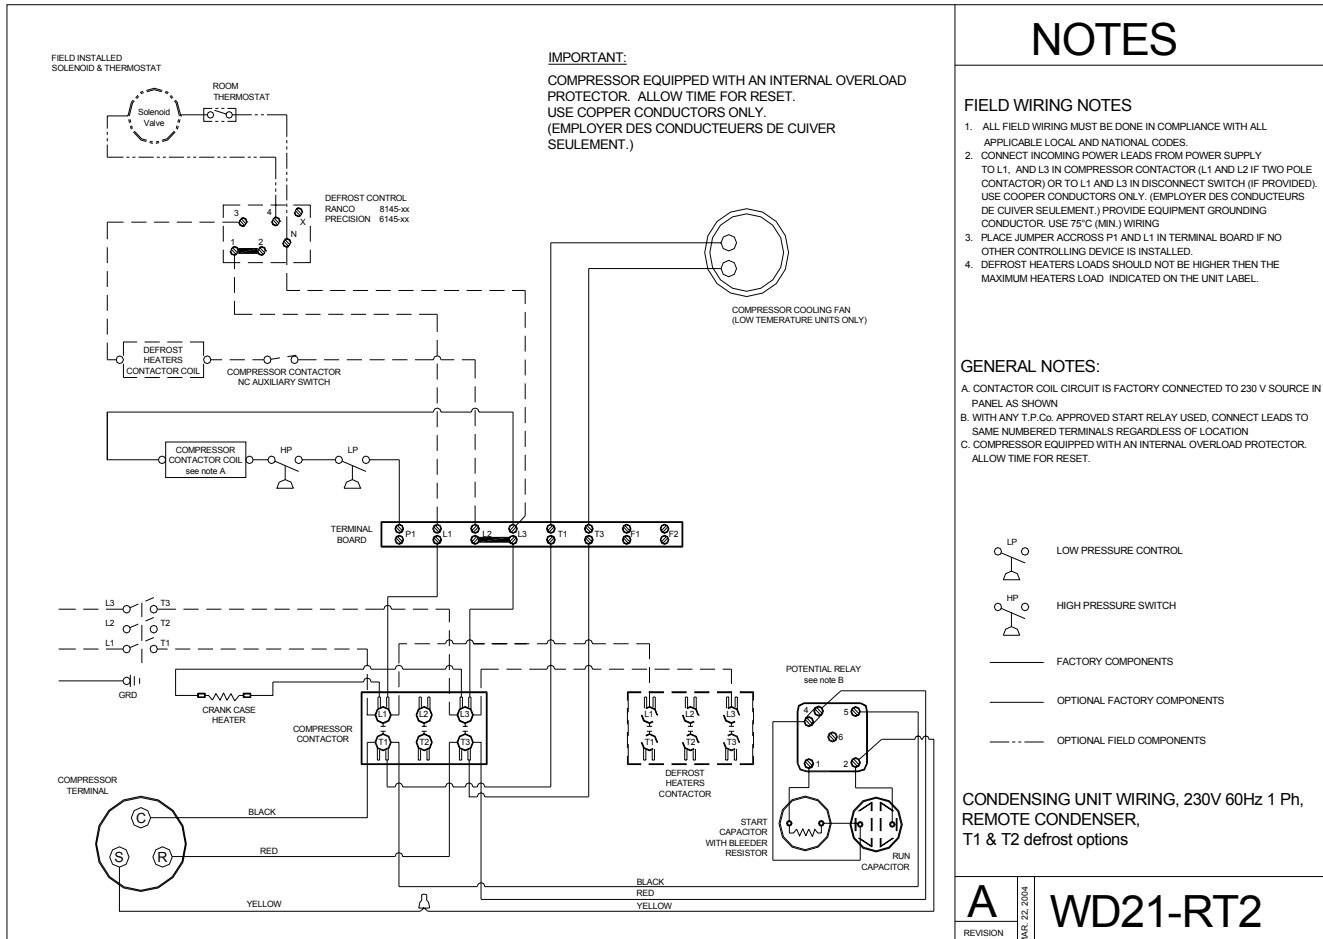 FIELD INSTALLED
SOLENOID & THERMOSTAT
ROOM
THERMOSTAT
Solenoid
Valve
IMPORTANT:
COMPRESSOR EQUIPPED WITH AN INTERNAL OVERLOAD
PROTECTOR. ALLOW TIME FOR RESET.
USE COPPER CONDUCTORS ONLY.
(EMPLOYER DES CONDUCTEUERS DE CUIVER
SEULEMENT.)
DEFROST CONTROL
RANCO 8145-xx
PRECISION 6145-xx
3
4
X
N
1
2
COMPRESSOR COOLING FAN
(LOW TEMERATURE UNITS ONLY)
DEFROST
HEATERS
CONTACTOR COIL
COMPRESSOR CONTACTOR
NC AUXILIARY SWITCH
COMPRESSOR
CONTACTOR COIL
see note A
HP
LP
TERMINAL
BOARD
P1
L1
L2
L3
T1
T3
F1
F2
L3
T3
L2
T2
L1
T1
GRD
CRANK CASE
HEATER
COMPRESSOR
CONTACTOR
L1
L2
L3
T1
T2
T3
L1
L2
L3
T1
T2
T3
DEFROST
HEATERS
CONTACTOR
POTENTIAL RELAY
see note B
4
5
6
1
2
START
CAPACITOR
WITH BLEEDER
RESISTOR
RUN
CAPACITOR
COMPRESSOR
TERMINAL
C
S
R
BLACK
RED
YELLOW
BLACK
RED
YELLOW
NOTES
FIELD WIRING NOTES
1. ALL FIELD WIRING MUST BE DONE IN COMPLIANCE WITH ALL
APPLICABLE LOCAL AND NATIONAL CODES.
2. CONNECT INCOMING POWER LEADS FROM POWER SUPPLY
TO L1, AND L3 IN COMPRESSOR CONTACTOR (L1 AND L2 IF TWO POLE
CONTACTOR) OR TO L1 AND L3 IN DISCONNECT SWITCH (IF PROVIDED).
USE COOPER CONDUCTORS ONLY. (EMPLOYER DES CONDUCTEURS
DE CUIVER SEULEMENT.) PROVIDE EQUIPMENT GROUNDING
CONDUCTOR. USE 75°C (MIN.) WIRING
3. PLACE JUMPER ACCROSS P1 AND L1 IN TERMINAL BOARD IF NO
OTHER CONTROLLING DEVICE IS INSTALLED.
4. DEFROST HEATERS LOADS SHOULD NOT BE HIGHER THEN THE
MAXIMUM HEATERS LOAD INDICATED ON THE UNIT LABEL.
GENERAL NOTES:
A. CONTACTOR COIL CIRCUIT IS FACTORY CONNECTED TO 230 V SOURCE IN
PANEL AS SHOWN
B. WITH ANY T.P.Co. APPROVED START RELAY USED, CONNECT LEADS TO
SAME NUMBERED TERMINALS REGARDLESS OF LOCATION
C. COMPRESSOR EQUIPPED WITH AN INTERNAL OVERLOAD PROTECTOR.
ALLOW TIME FOR RESET.
LP
LOW PRESSURE CONTROL
HP
HIGH PRESSURE SWITCH
FACTORY COMPONENTS
OPTIONAL FACTORY COMPONENTS
OPTIONAL FIELD COMPONENTS
CONDENSING UNIT WIRING, 230V 60Hz 1 Ph,
REMOTE CONDENSER,
T1 & T2 defrost options
A
REVISION
22, 2004
WD21-RT2